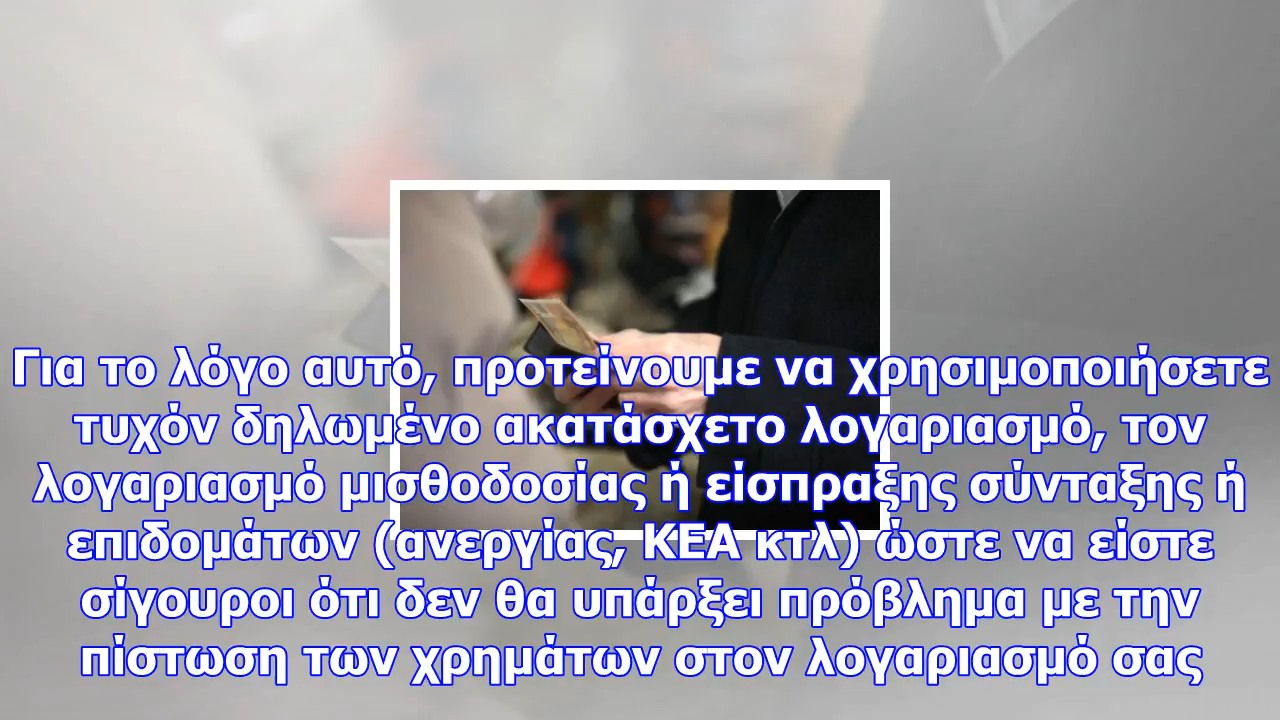 Για το λόγο αυτό, προτείνουμε να χρησιμοποιήσετε
τυχόν δηλωμένο ακατάσχετο λογαριασμό, τον
λογαριασμό μισθοδοσίας ή είσπραξης σύνταξης ή
επιδομάτων (ανεργίας, ΚΕΑ κτλ) ώστε να είστε
σίγουροι ότι δεν θα υπάρξει πρόβλημα με την
πίστωση των χρημάτων στον λογαριασμό σας